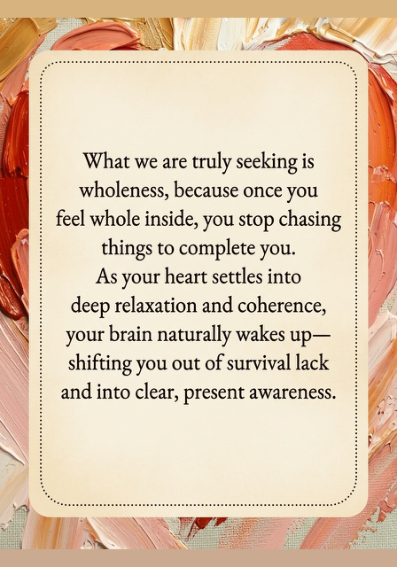 What we are truly seeking is
wholeness, because once you
feel whole inside, you stop chasing
things to complete you.
As your heart settles into
deep relaxation and coherence,
your brain naturally wakes up—
shifting you out of survival lack
and into clear, present awareness.